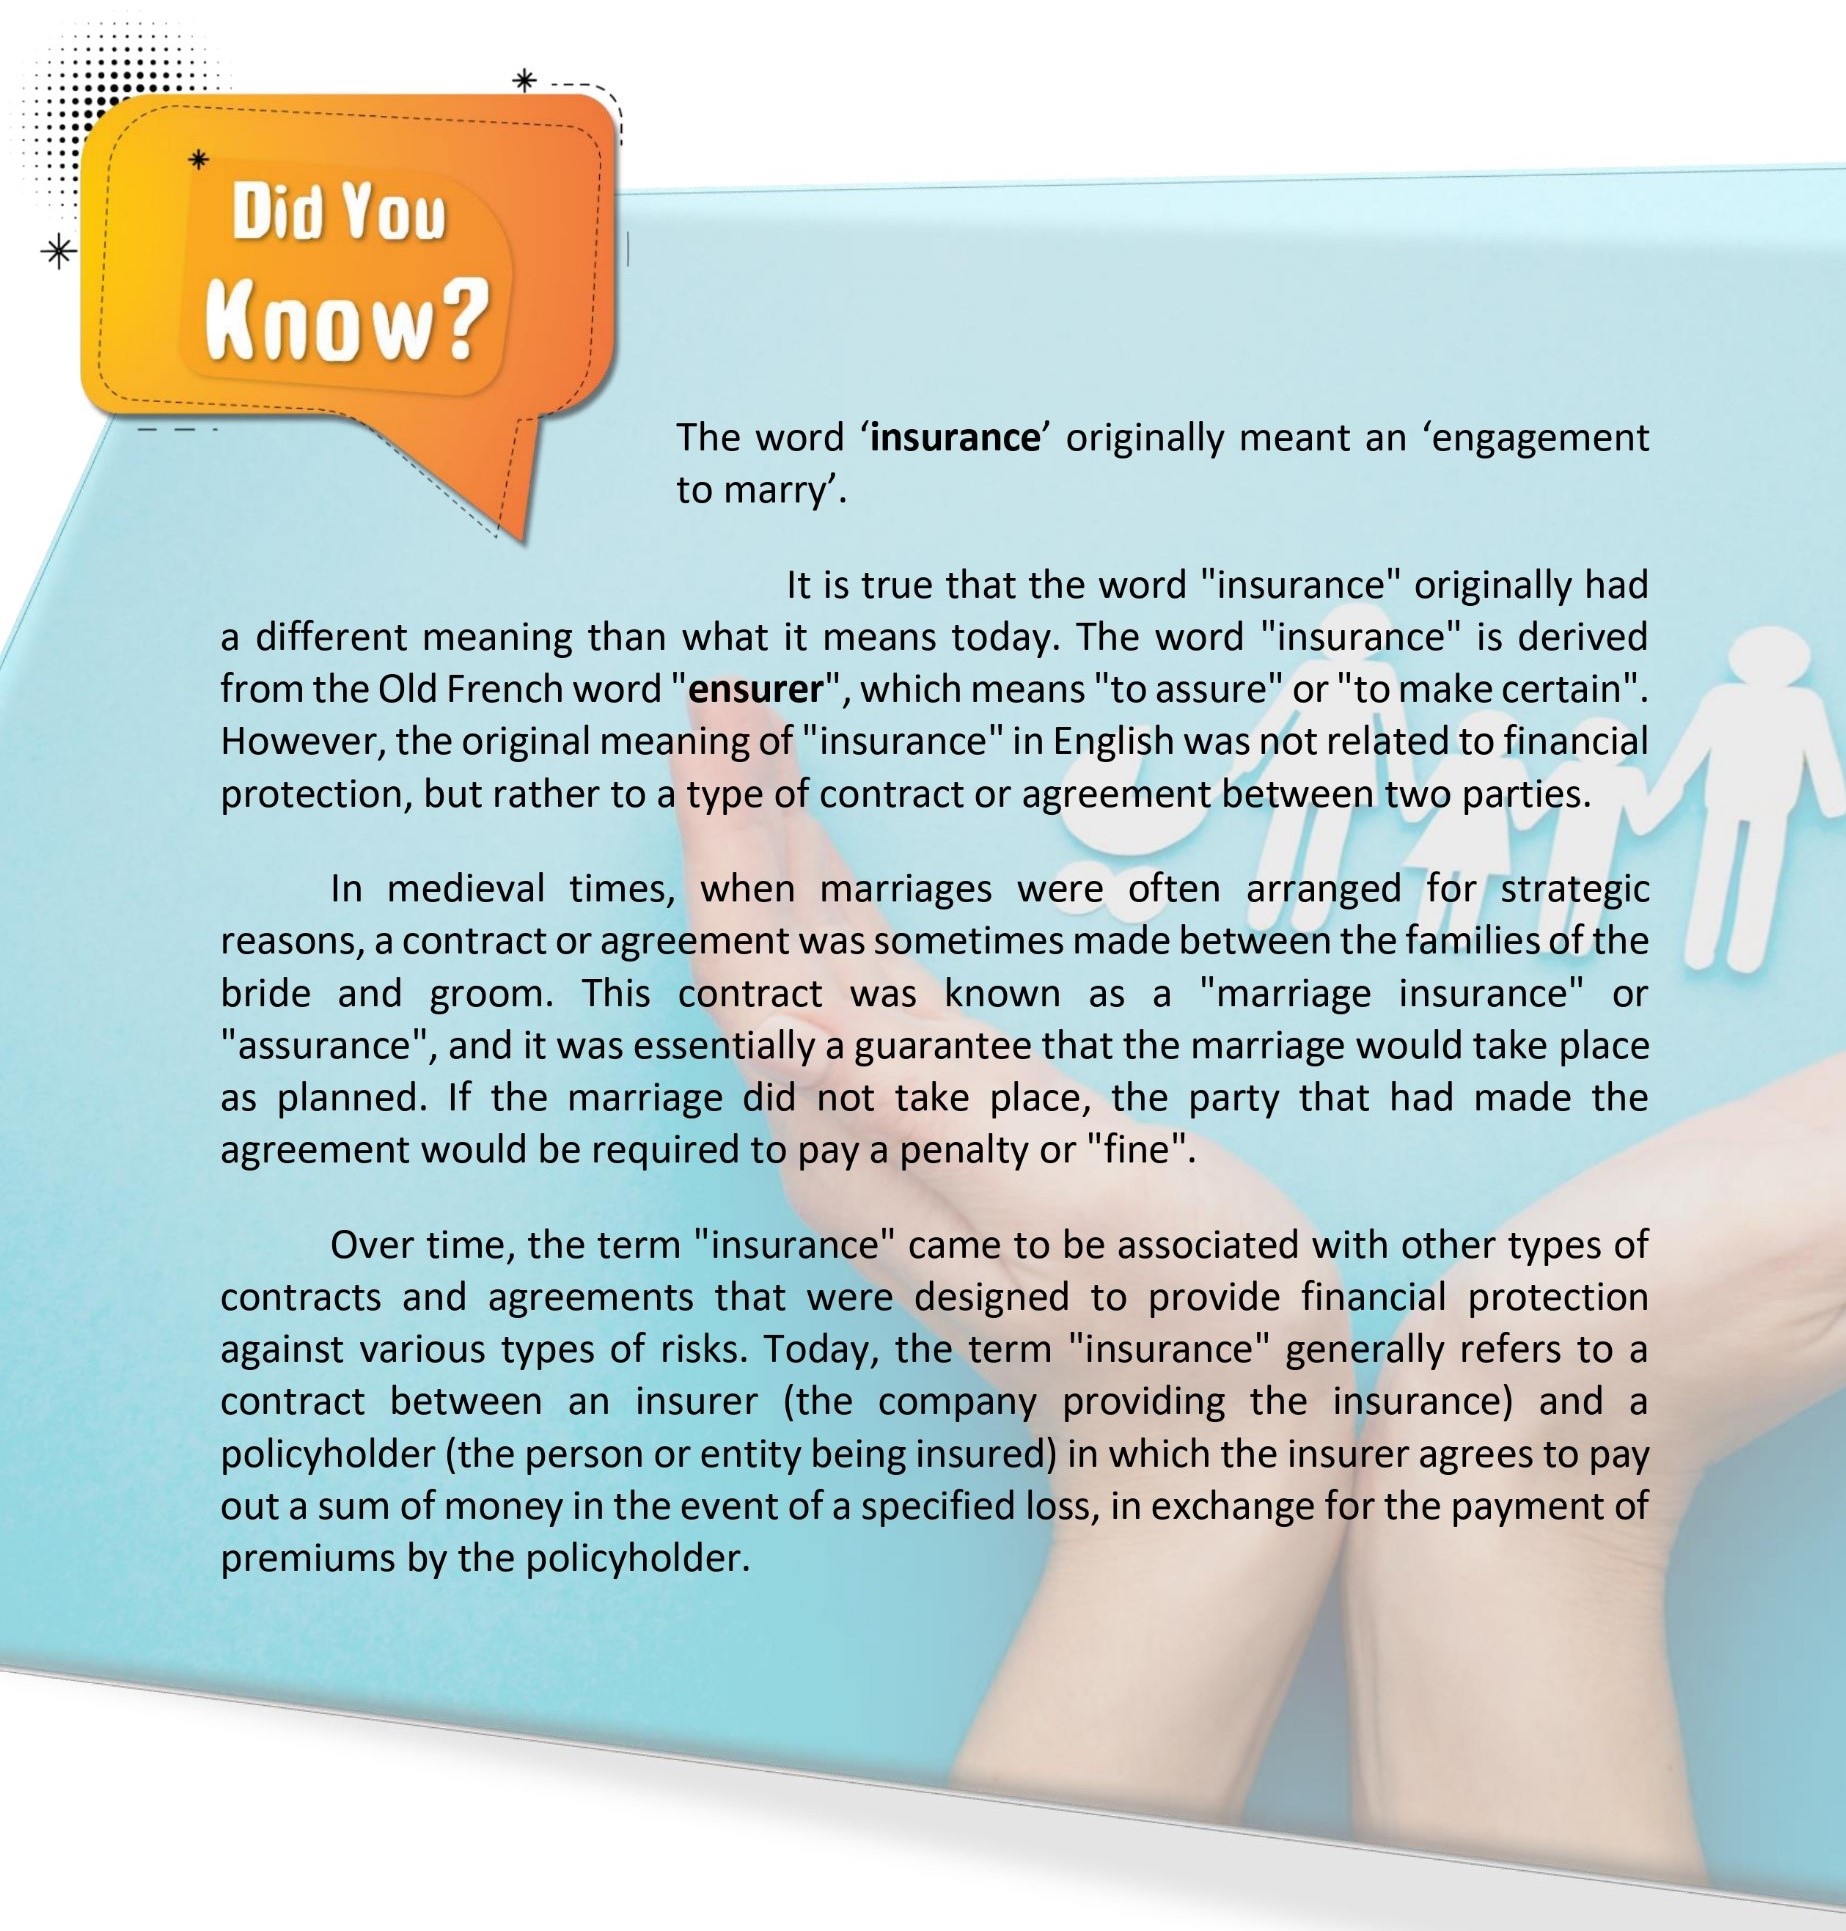 Did You
Know?
The word ‘insurance’ originally meant an ‘engagement
to marry’.
It is true that the word "insurance" originally had
a different meaning than what it means today. The word "insurance" is derived
from the Old French word "ensurer", which means "to assure" or "to make certain".
However, the original meaning of "insurance" in English was not related to financial
protection, but rather to a type of contract or agreement between two parties.
In medieval times, when marriages were often arranged for strategic
reasons, a contract or agreement was sometimes made between the families of the
bride and groom. This contract was known as a "marriage insurance" or
"assurance", and it was essentially a guarantee that the marriage would take place
as planned. If the marriage did not take place, the party that had made the
agreement would be required to pay a penalty or "fine".
Over time, the term "insurance" came to be associated with other types of
contracts and agreements that were designed to provide financial protection
against various types of risks. Today, the term "insurance" generally refers to a
contract between an insurer (the company providing the insurance) and a
policyholder (the person or entity being insured) in which the insurer agrees to pay
out a sum of money in the event of a specified loss, in exchange for the payment of
premiums by the policyholder.